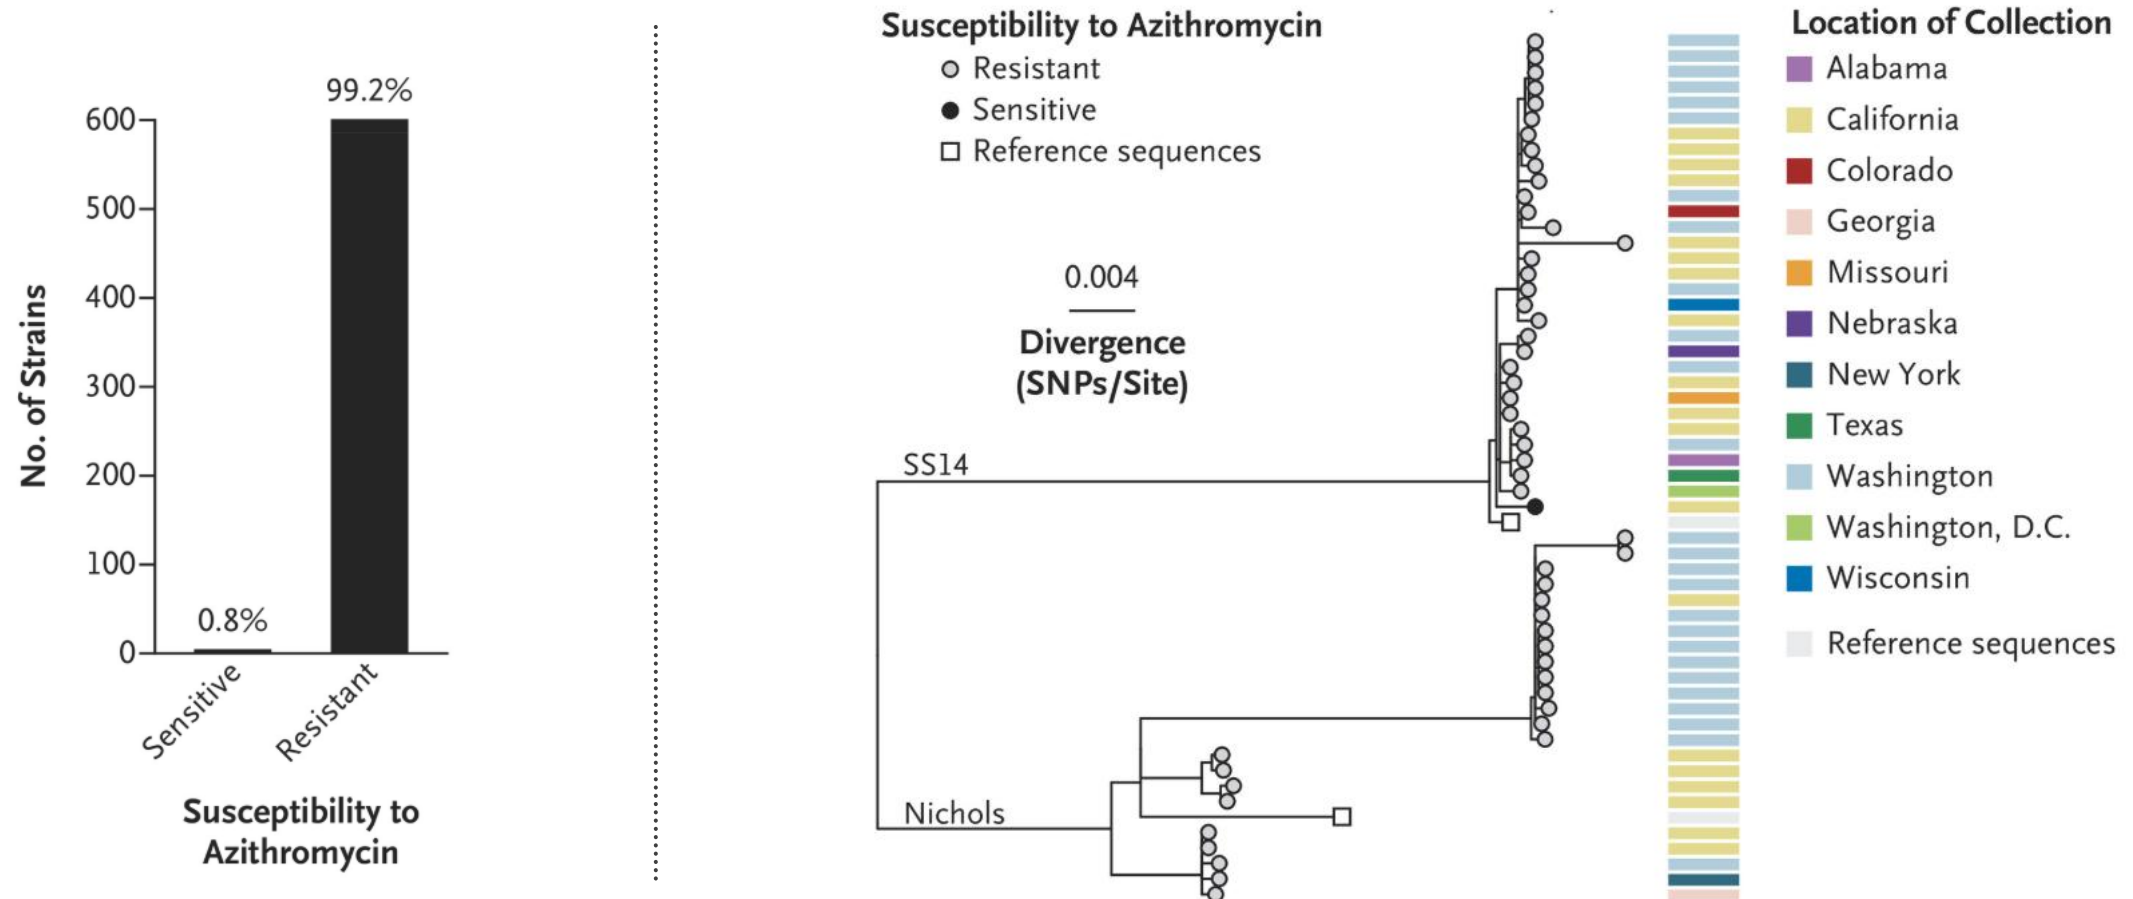 No. of Strains
600
500
400
300
200
100
0
0.8%
99.2%
Sensitive
Resistant
Susceptibility to
Azithromycin
Susceptibility to Azithromycin
Resistant
Sensitive
Reference sequences
0.004
Divergence
(SNPs/Site)
SS14
Nichols
Location of Collection
Alabama
California
Colorado
Georgia
Missouri
Nebraska
New York
Texas
Washington
Washington, D.C.
Wisconsin
Reference sequences